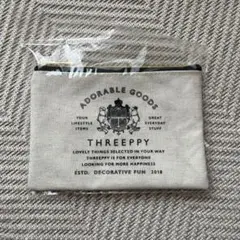 ADORABLE GOODS
YOUR LIFESTYLE ITEMS
GREAT EVERYDAY STUFF
THREEPPY
LOVELY THINGS SELECTED IN YOUR WAY
THREEPPY IS FOR EVERYONE
LOOKING FOR MORE HAPPINESS
ESTD. DECORATIVE FUN 2018